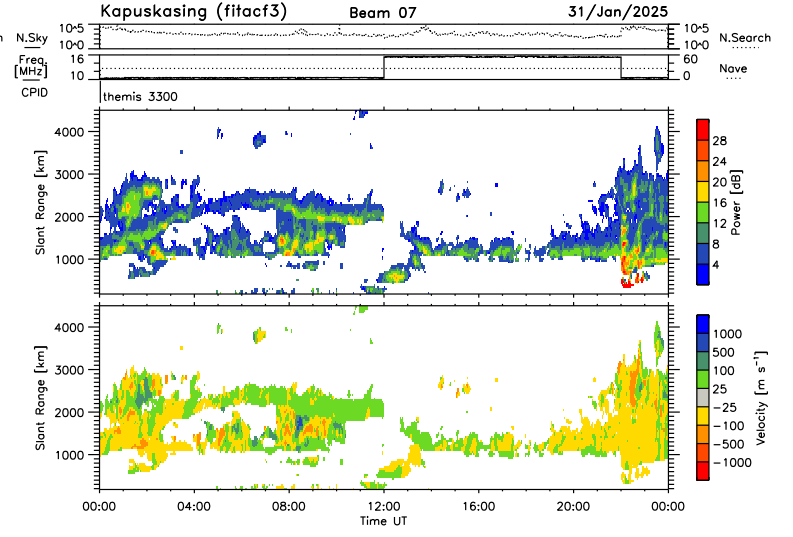 Kapuskasing (fitacf3) Beam 07 31/Jan/2025
N.Sky 10^5 10^5 N.Search
10^0 10^0
Freq. 16 60 Nave
[MHz] 10 0
CPID themis 3300
Slant Range [km]
4000
3000
2000
1000
28
24
20
16
12
8
4
Power [dB]
Slant Range [km]
4000
3000
2000
1000
1000
500
100
25
-25
-100
-500
-1000
Velocity [m s⁻¹]
00:00 04:00 08:00 12:00 16:00 20:00 00:00
Time UT